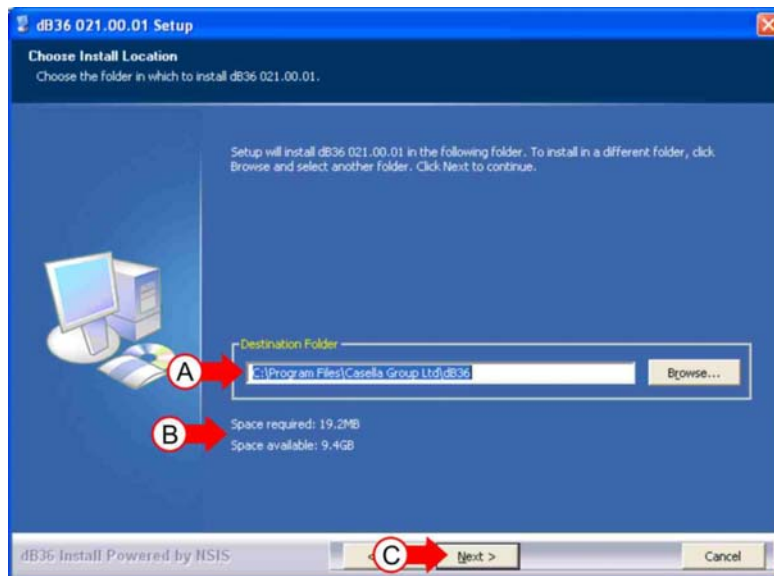 dB36 021.00.01 Setup
Choose Install Location
Choose the folder in which to install dB36 021.00.01.
Setup will install dB36 021.00.01 in the following folder. To install in a different folder, click
Browse and select another folder. Click Next to continue.
Destination Folder
A
C:\Program Files\Casella Group Ltd\dB36
Browse...
B
Space required: 19.2MB
Space available: 9.4GB
dB36 Install Powered by NSIS
<
C
Next >
Cancel